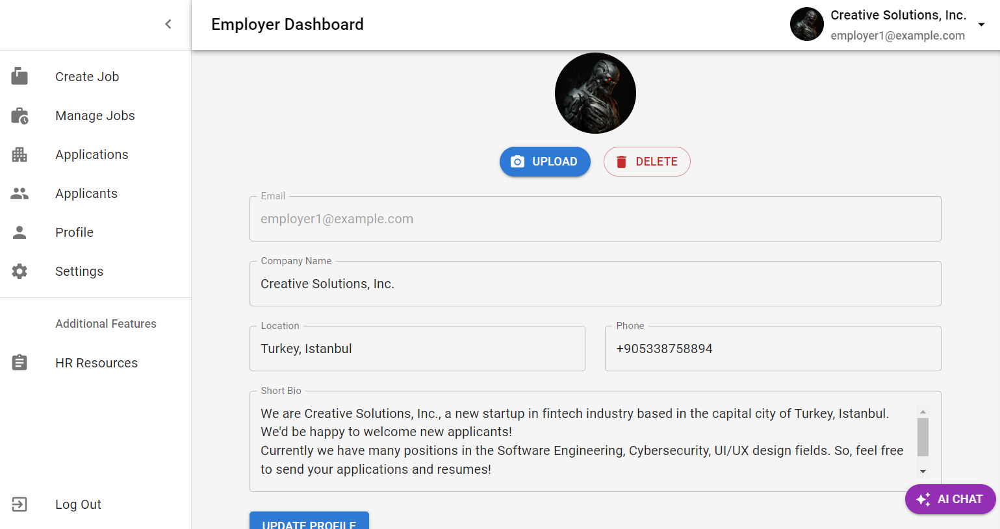 Employer Dashboard
Creative Solutions, Inc.
employer1@example.com
Create Job
Manage Jobs
Applications
Applicants
Profile
Settings
Additional Features
HR Resources
Log Out
UPLOAD
DELETE
Email
employer1@example.com
Company Name
Creative Solutions, Inc.
Location
Turkey, Istanbul
Phone
+905338758894
Short Bio
We are Creative Solutions, Inc., a new startup in fintech industry based in the capital city of Turkey, Istanbul.
We'd be happy to welcome new applicants!
Currently we have many positions in the Software Engineering, Cybersecurity, UI/UX design fields. So, feel free
to send your applications and resumes!
UPDATE PROFILE
AI CHAT